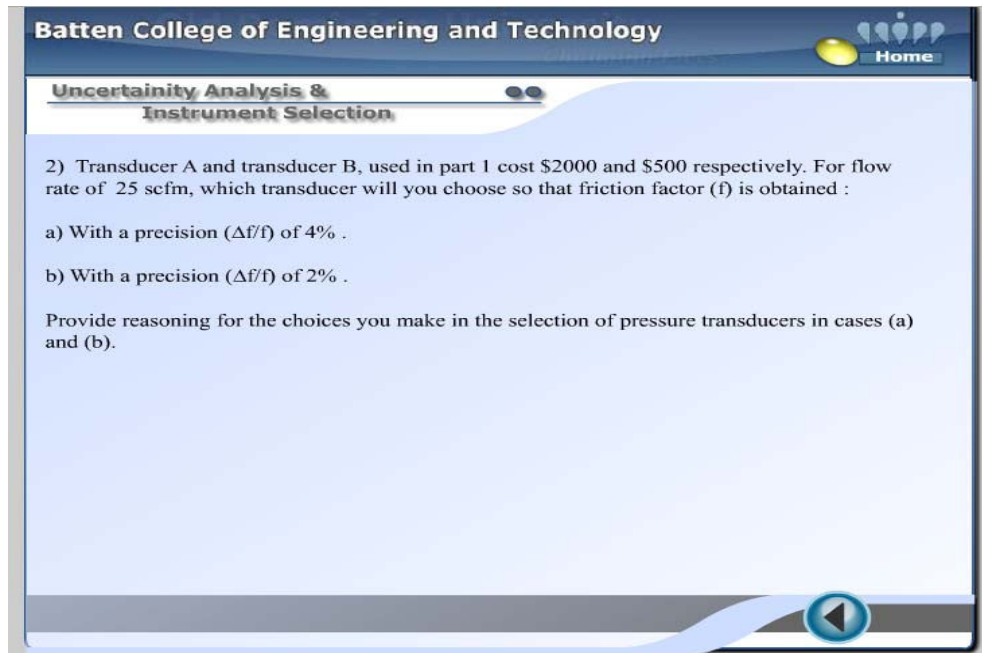 Batten College of Engineering and Technology
Home
Uncertainity Analysis &
Instrument Selection
2) Transducer A and transducer B, used in part 1 cost $2000 and $500 respectively. For flow
rate of 25 scfm, which transducer will you choose so that friction factor (f) is obtained :
a) With a precision (Δf/f) of 4% .
b) With a precision (Δf/f) of 2% .
Provide reasoning for the choices you make in the selection of pressure transducers in cases (a)
and (b).